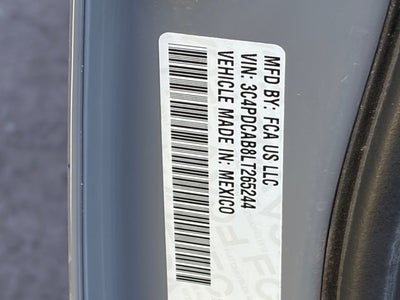 MFD BY: FCA US LLC
VIN: 3C4PDCAB8LT265244
VEHICLE MADE IN: MEXICO